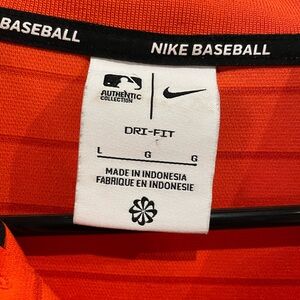 BASEBALL
NIKE BASEBALL
AUTHENTIC
COLLECTION
DRI-FIT
L G G
MADE IN INDONESIA
FABRIQUE EN INDONESIE